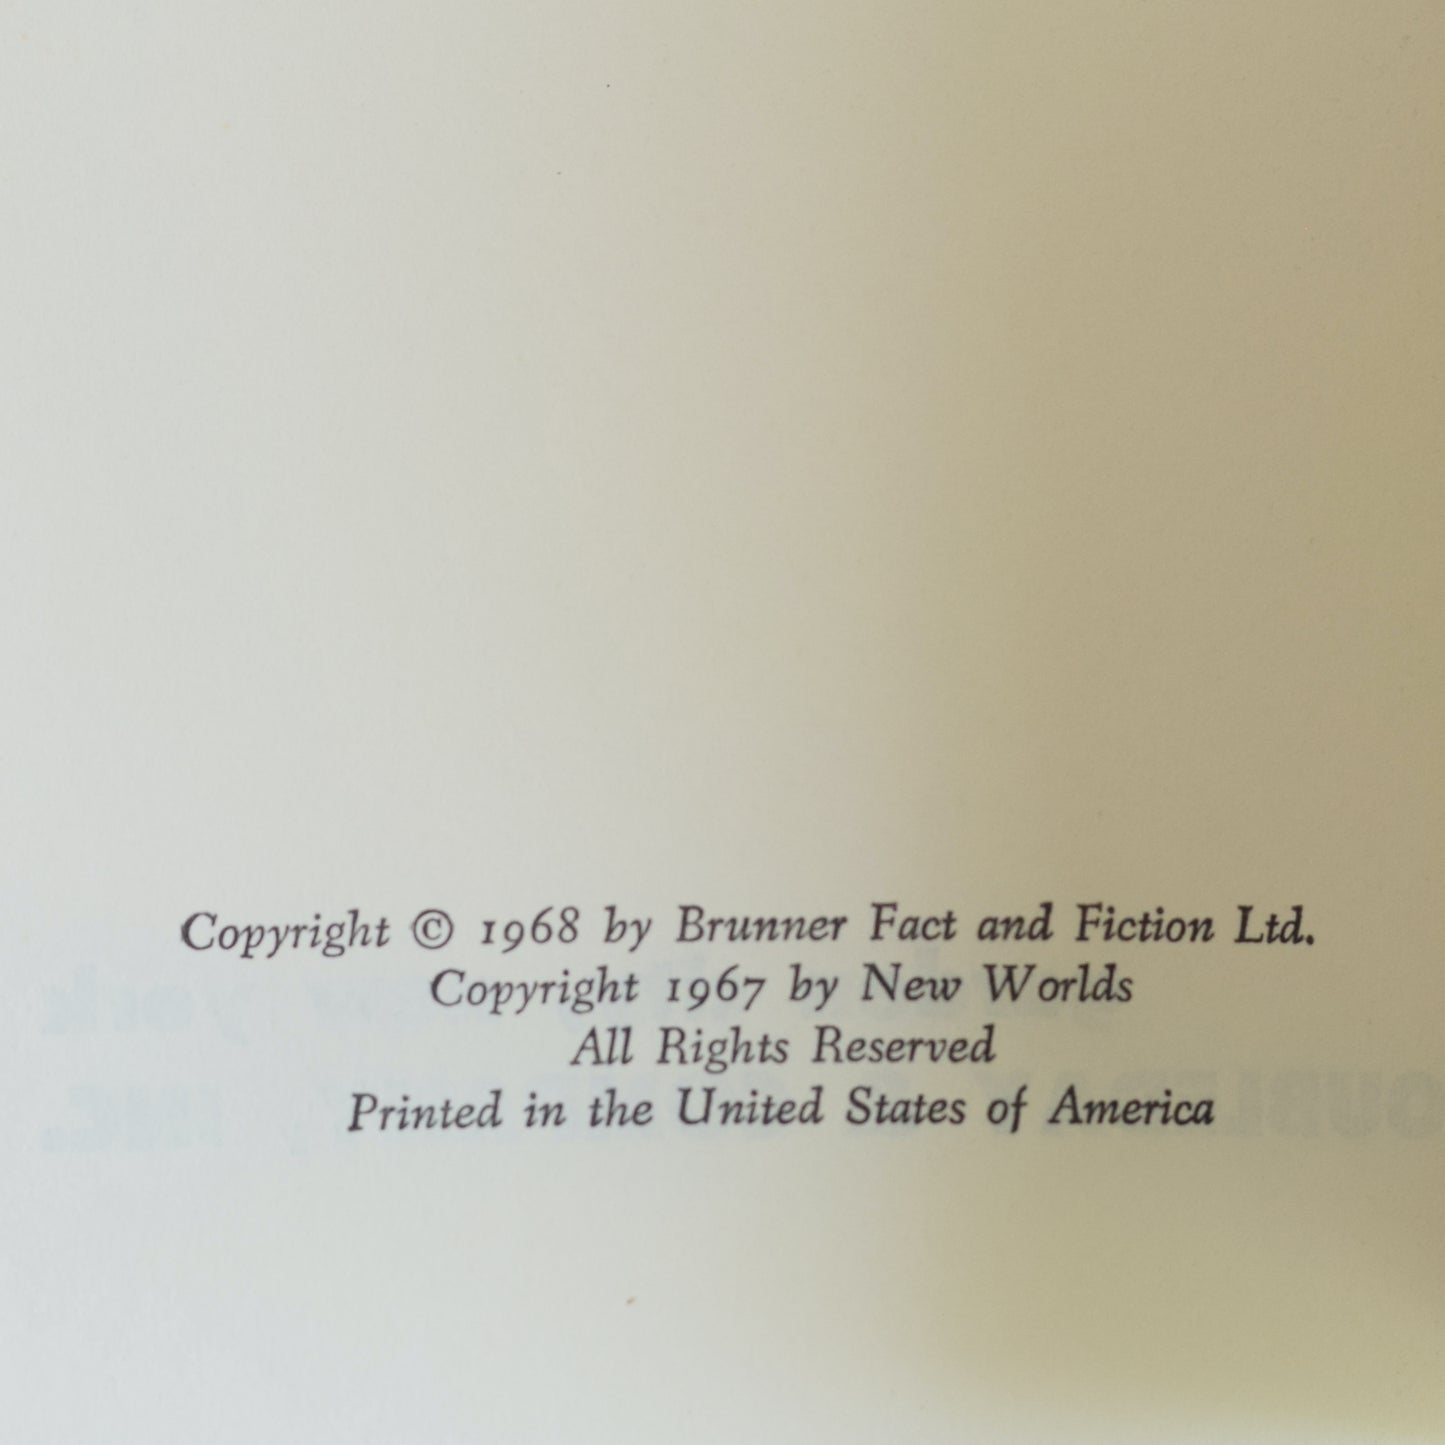 Copyright © 1968 by Brunner Fact and Fiction Ltd.
Copyright 1967 by New Worlds
All Rights Reserved
Printed in the United States of America